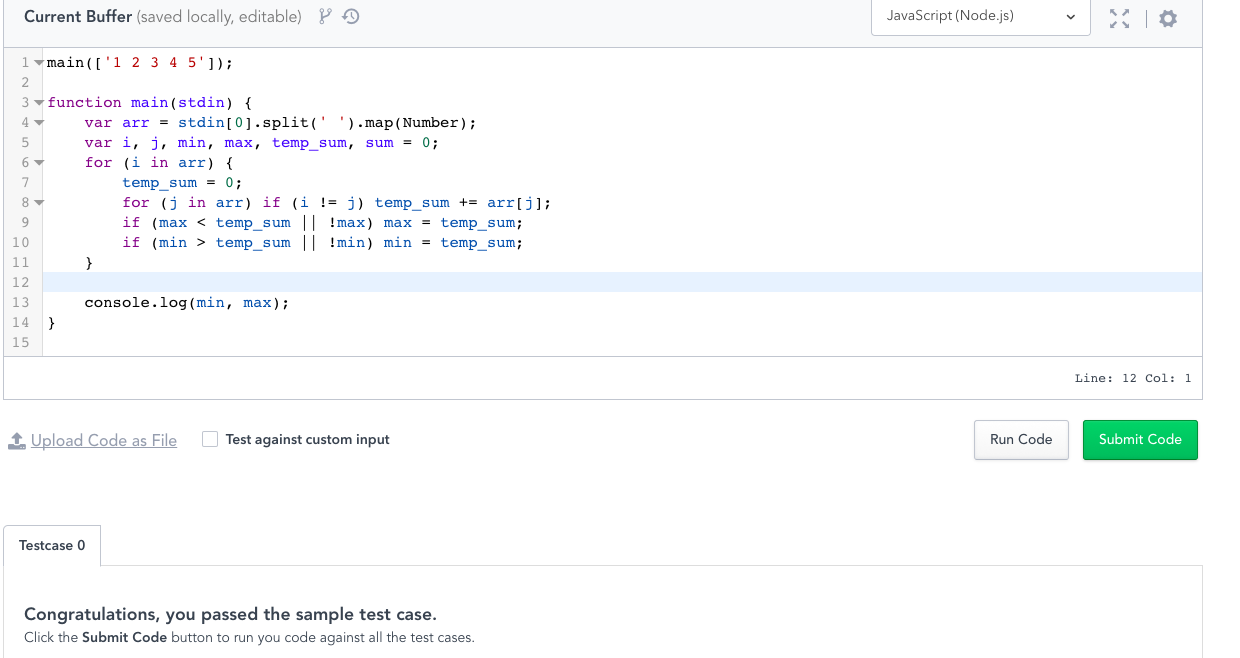 Current Buffer (saved locally, editable)
JavaScript (Node.js)
1 main(['1 2 3 4 5']);
2
3 function main(stdin) {
4     var arr = stdin[0].split(' ').map(Number);
5     var i, j, min, max, temp_sum, sum = 0;
6     for (i in arr) {
7         temp_sum = 0;
8         for (j in arr) if (i != j) temp_sum += arr[j];
9         if (max < temp_sum || !max) max = temp_sum;
10         if (min > temp_sum || !min) min = temp_sum;
11     }
12
13     console.log(min, max);
14 }
15
Line: 12 Col: 1
Upload Code as File
Test against custom input
Run Code
Submit Code
Testcase 0
Congratulations, you passed the sample test case.
Click the Submit Code button to run you code against all the test cases.